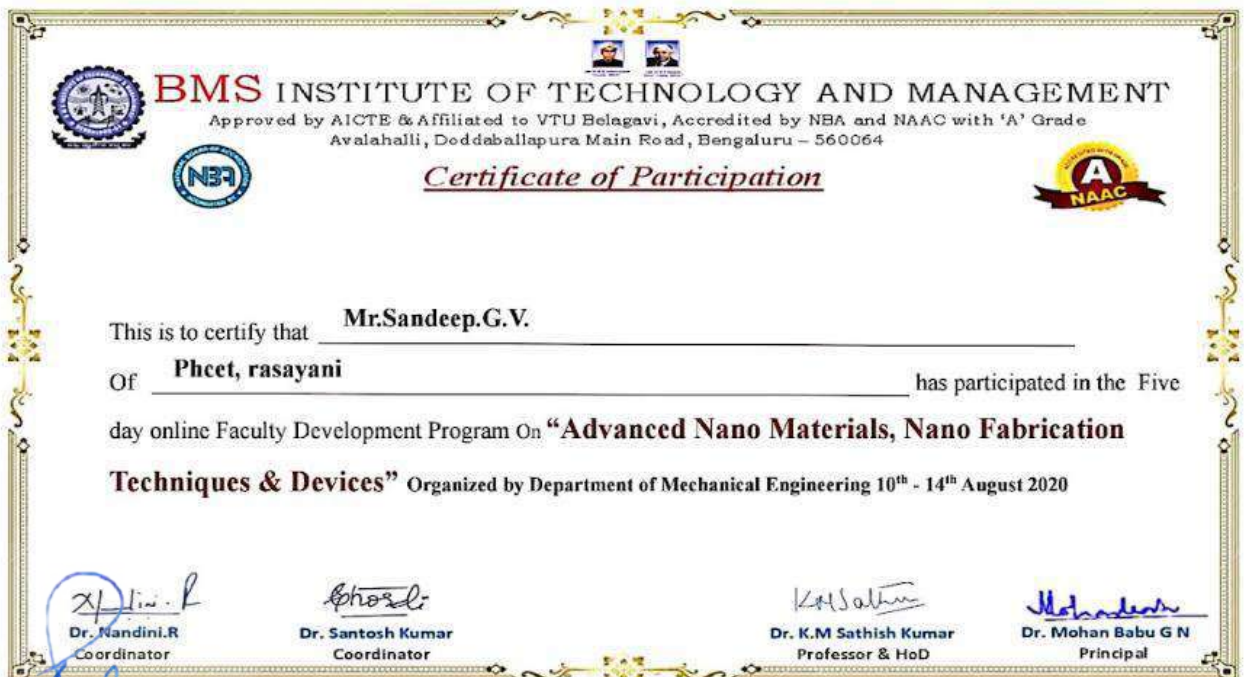 BMS INSTITUTE OF TECHNOLOGY AND MANAGEMENT
Approved by AICTE & Affiliated to VTU Belagavi, Accredited by NBA and NAAC with ‘A’ Grade
Avalahalli, Doddaballapura Main Road, Bengaluru – 560064
NBA
Certificate of Participation
A
NAAC
This is to certify that Mr.Sandeep.G.V.
Of Phcet, rasayani has participated in the Five
day online Faculty Development Program On “Advanced Nano Materials, Nano Fabrication
Techniques & Devices” Organized by Department of Mechanical Engineering 10th - 14th August 2020
Dr. Nandini.R Dr. Santosh Kumar Dr. K.M Sathish Kumar Dr. Mohan Babu G N
Coordinator Coordinator Professor & HoD Principal